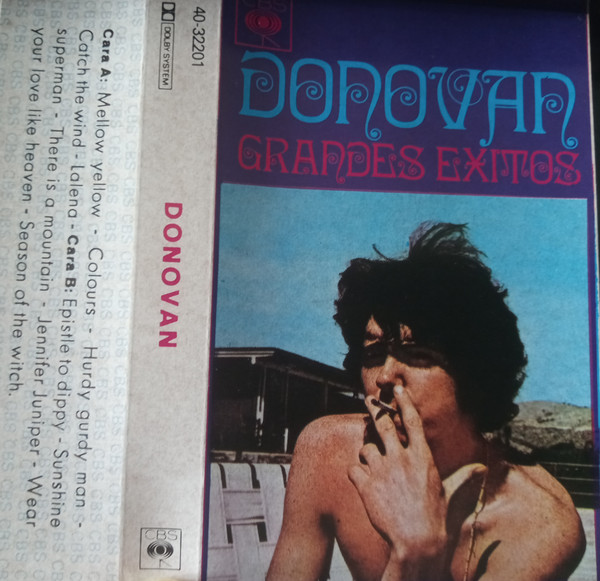 Cara A: Mellow yellow - Colours - Hurdy gurdy man -
Catch the wind - Lalena - Cara B: Epistle to dippy - Sunshine
superman - There is a mountain - Jennifer Juniper - Wear
your love like heaven - Season of the witch.
40-32201
DOLBY SYSTEM
DONOVAN
CBS
CBS
DONOVAN
GRANDES EXITOS